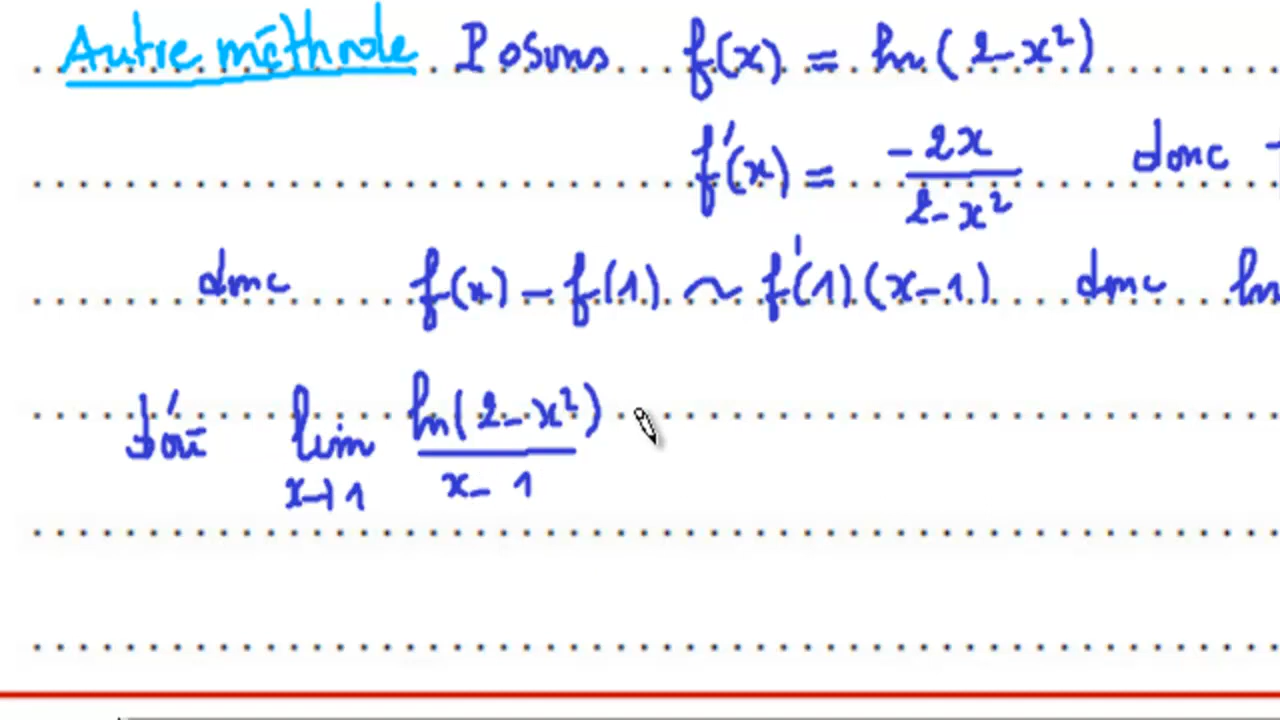 Autre méthode Posons f(x) = ln(2-x²)
f'(x) = -2x / 2-x² donc
donc f(x) - f(1) ~ f'(1)(x-1) donc ln
d'où lim x→1 ln(2-x²) / x-1